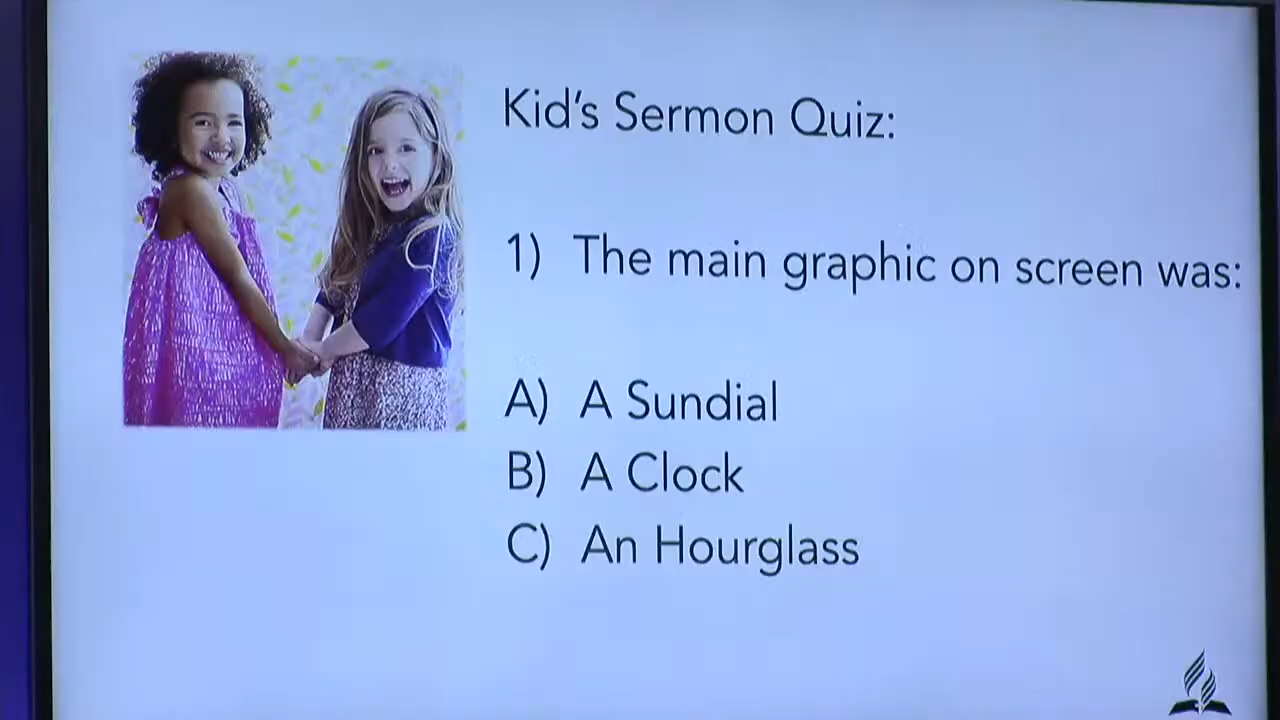 Kid's Sermon Quiz:
1) The main graphic on screen was:
A) A Sundial
B) A Clock
C) An Hourglass